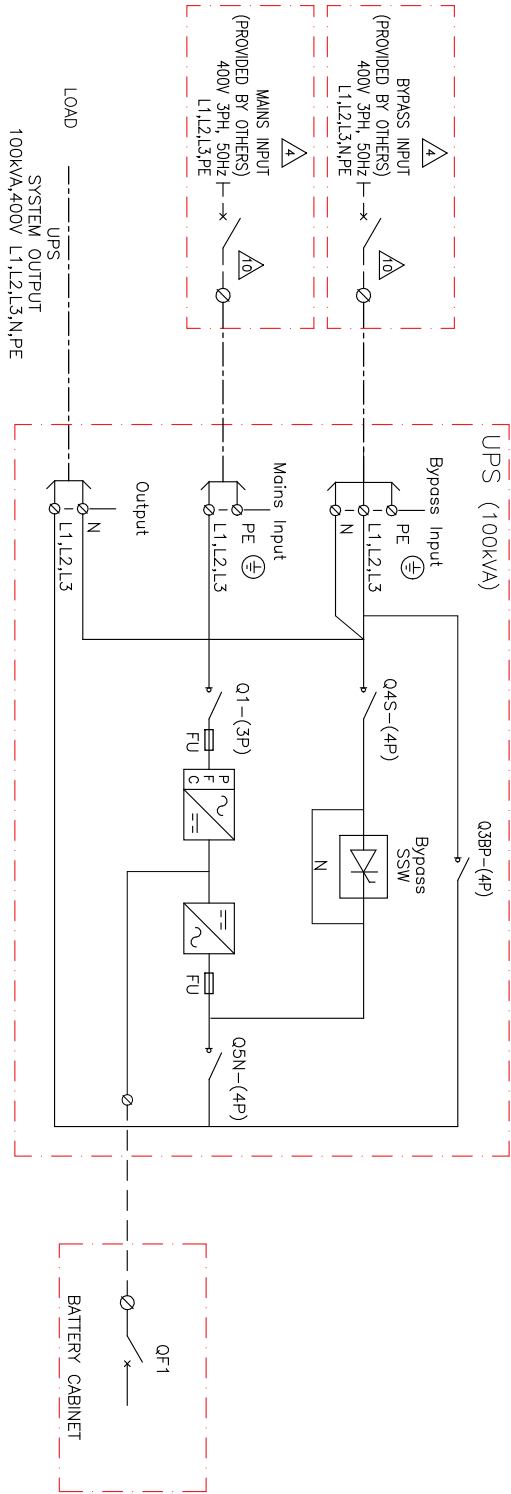 BYPASS INPUT
(PROVIDED BY OTHERS)
400V 3PH, 50Hz
L1,L2,L3,N,PE
4
10
MAINS INPUT
(PROVIDED BY OTHERS)
400V 3PH, 50Hz
L1,L2,L3,PE
4
10
LOAD
UPS
SYSTEM OUTPUT
100kVA,400V L1,L2,L3,N,PE
UPS (100kVA)
Bypass Input
PE
L1,L2,L3
N
Mains Input
PE
L1,L2,L3
Output
N
L1,L2,L3
Q3BP-(4P)
Q4S-(4P)
Bypass
SSW
N
Q1-(3P)
FU
P
F
C
FU
Q5N-(4P)
QF1
BATTERY CABINET